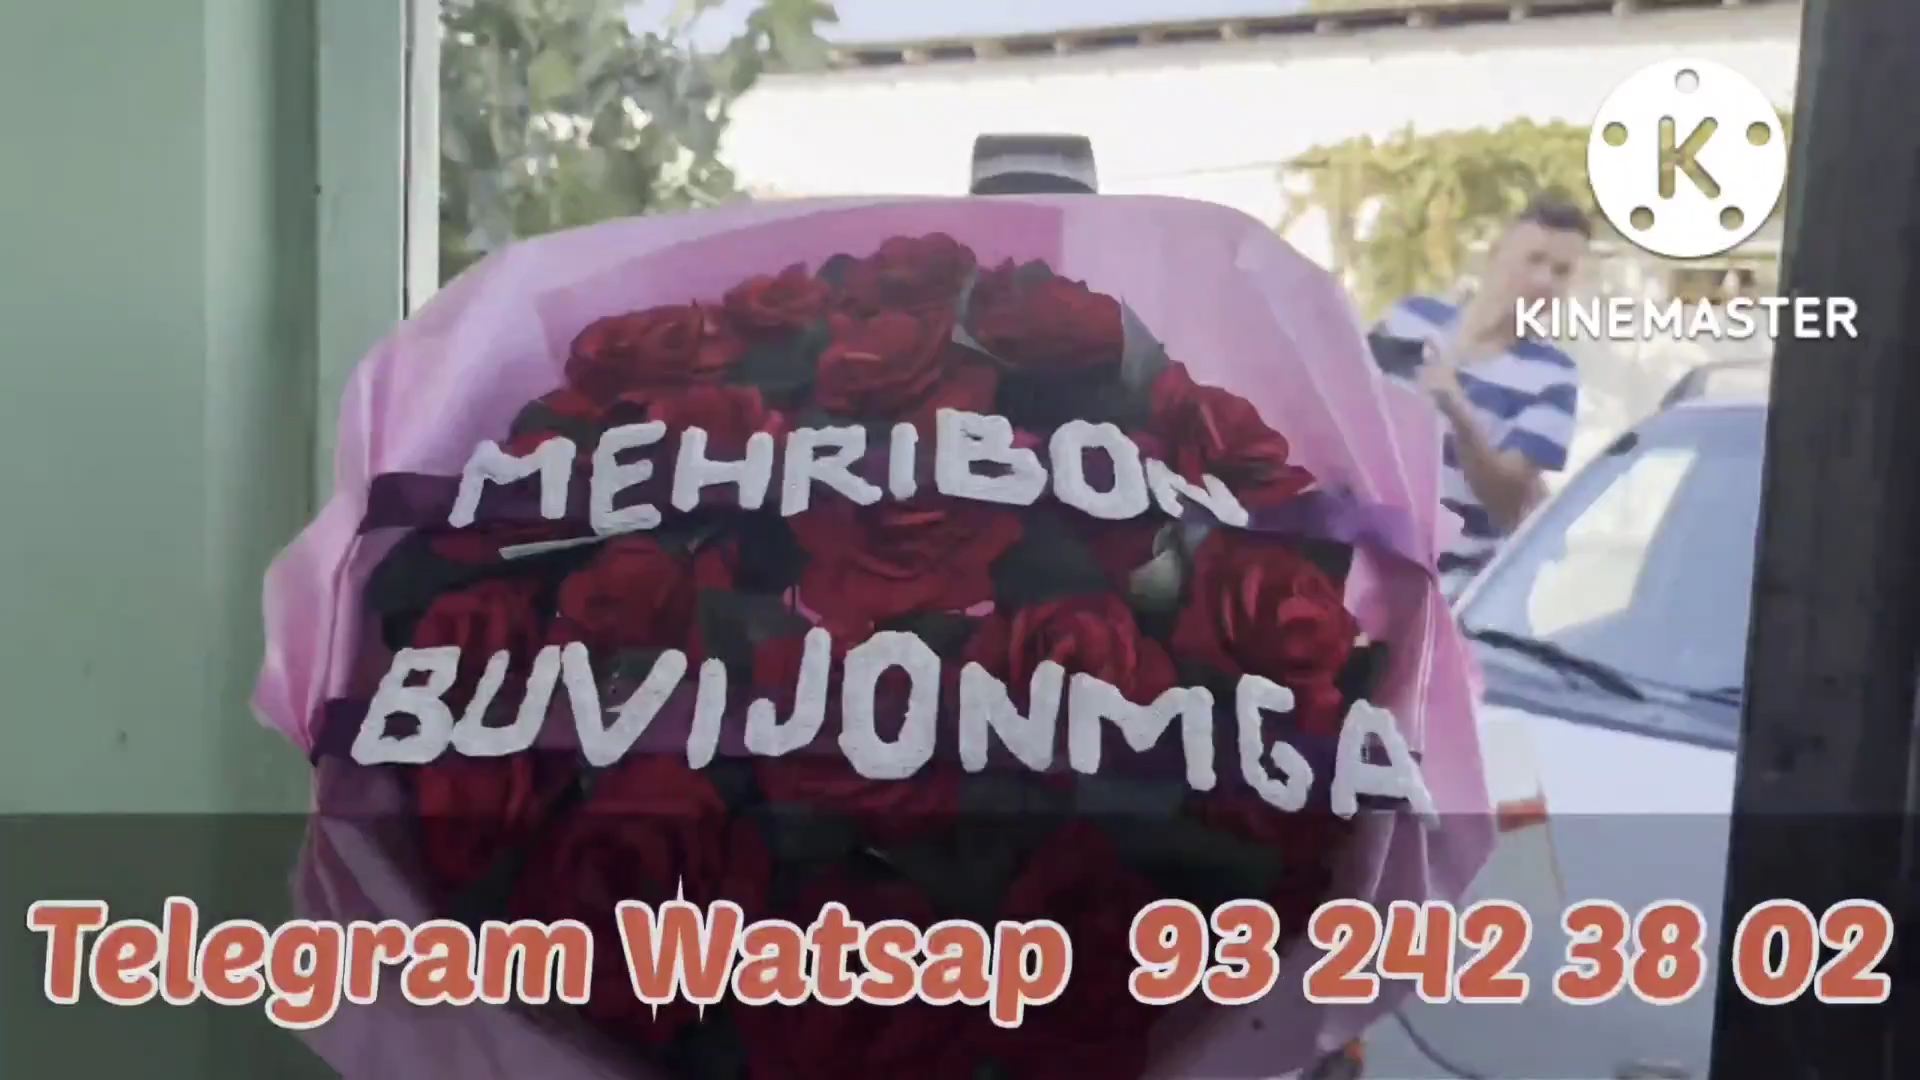 K
KINEMASTER
MEHRIBON
BUVIJONMGA
Telegram Watsap 93 242 38 02